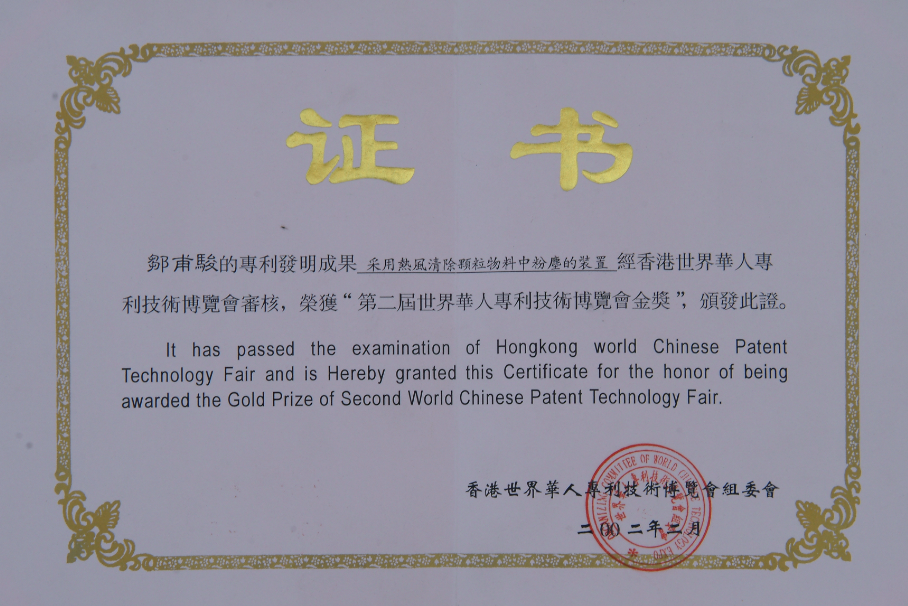 证书
鄒甫駿的專利發明成果 采用熱風清除顆粒物料中粉塵的裝置 經香港世界華人專
利技術博覽會審核，榮獲“第二屆世界華人專利技術博覽會金獎”，頒發此證。
It has passed the examination of Hongkong world Chinese Patent
Technology Fair and is Hereby granted this Certificate for the honor of being
awarded the Gold Prize of Second World Chinese Patent Technology Fair.
香港世界華人專利技術博覽會組委會
二00二年二月